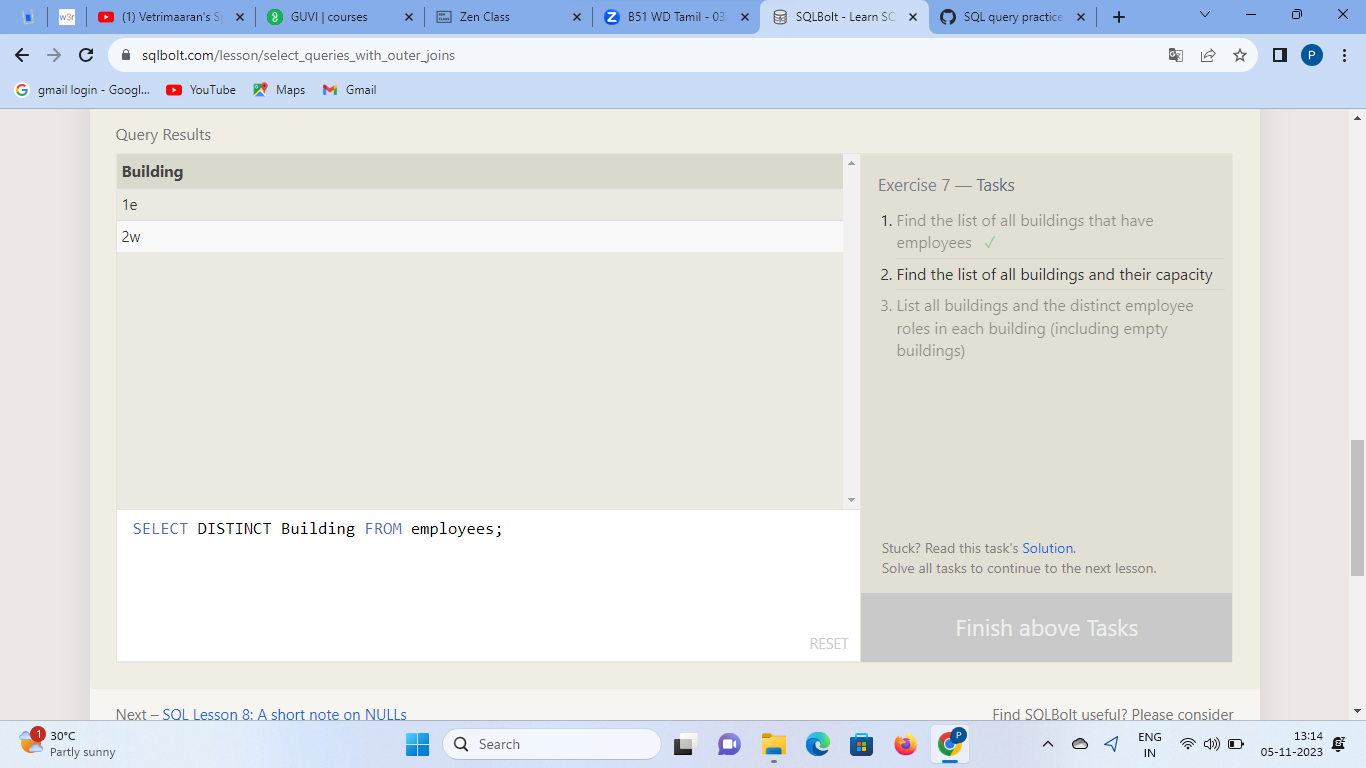 w3r
(1) Vetrimaaran's S
GUVI | courses
Zen Class
B51 WD Tamil - 03
SQLBolt - Learn SQ
SQL query practice
sqlbolt.com/lesson/select_queries_with_outer_joins
P
gmail login - Googl...
YouTube
Maps
Gmail
Query Results
Building
1e
2w
SELECT DISTINCT Building FROM employees;
RESET
Exercise 7 — Tasks
1. Find the list of all buildings that have
employees ✓
2. Find the list of all buildings and their capacity
3. List all buildings and the distinct employee
roles in each building (including empty
buildings)
Stuck? Read this task's Solution.
Solve all tasks to continue to the next lesson.
Finish above Tasks
Next – SQL Lesson 8: A short note on NULLs
Find SQLBolt useful? Please consider
1
30°C
Partly sunny
Search
P
ENG
IN
13:14
05-11-2023